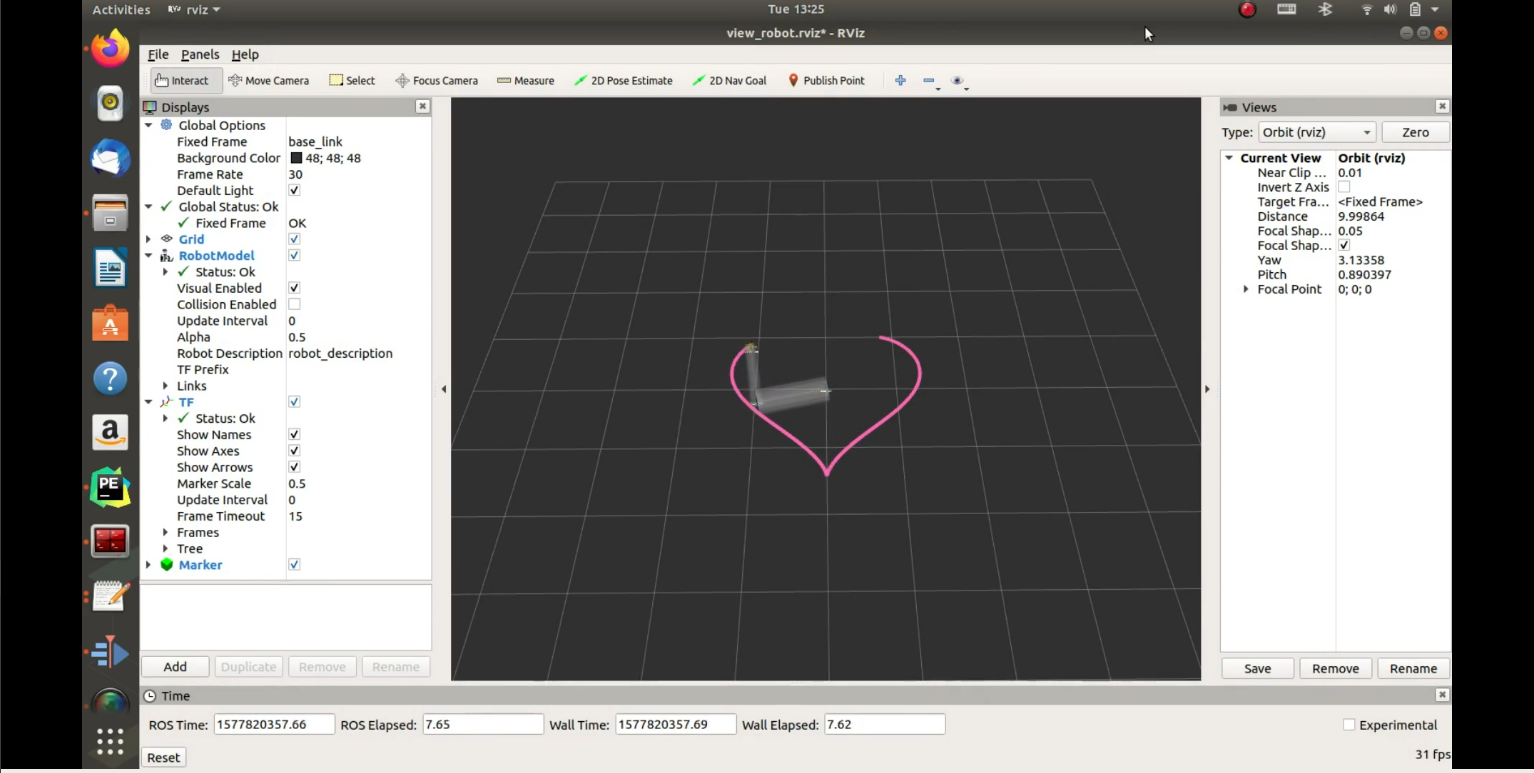 Activities rviz Tue 13:25
view_robot.rviz* - RViz
File Panels Help
Interact Move Camera Select Focus Camera Measure 2D Pose Estimate 2D Nav Goal Publish Point
Displays
Global Options
Fixed Frame base_link
Background Color 48; 48; 48
Frame Rate 30
Default Light
Global Status: Ok
Fixed Frame OK
Grid
RobotModel
Status: Ok
Visual Enabled
Collision Enabled
Update Interval 0
Alpha 0.5
Robot Description robot_description
TF Prefix
Links
TF
Status: Ok
Show Names
Show Axes
Show Arrows
Marker Scale 0.5
Update Interval 0
Frame Timeout 15
Frames
Tree
Marker
Add Duplicate Remove Rename
Views
Type: Orbit (rviz) Zero
Current View Orbit (rviz)
Near Clip ... 0.01
Invert Z Axis
Target Fra... <Fixed Frame>
Distance 9.99864
Focal Shap... 0.05
Focal Shap...
Yaw 3.13358
Pitch 0.890397
Focal Point 0; 0; 0
Save Remove Rename
Time
ROS Time: 1577820357.66 ROS Elapsed: 7.65 Wall Time: 1577820357.69 Wall Elapsed: 7.62 Experimental
Reset 31 fps
PE
a